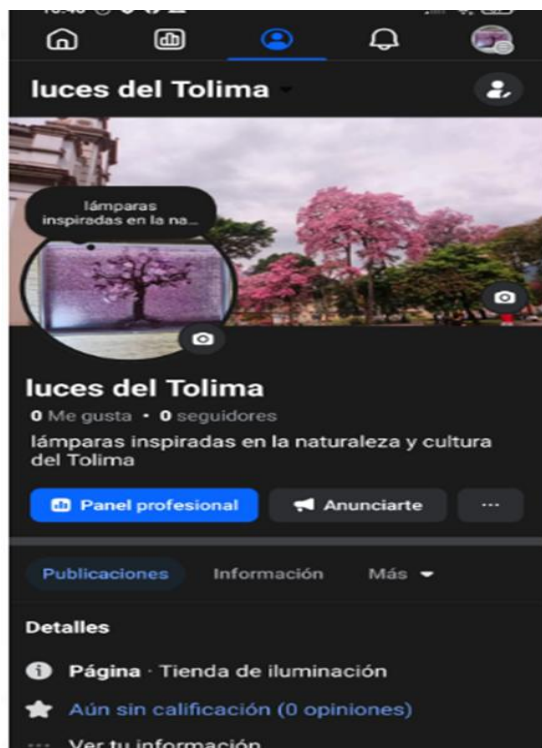 luces del Tolima
lámparas
inspiradas en la na...
luces del Tolima
0 Me gusta • 0 seguidores
lámparas inspiradas en la naturaleza y cultura
del Tolima
Panel profesional
Anunciarte
Publicaciones
Información
Más
Detalles
Página · Tienda de iluminación
Aún sin calificación (0 opiniones)
Ver tu información